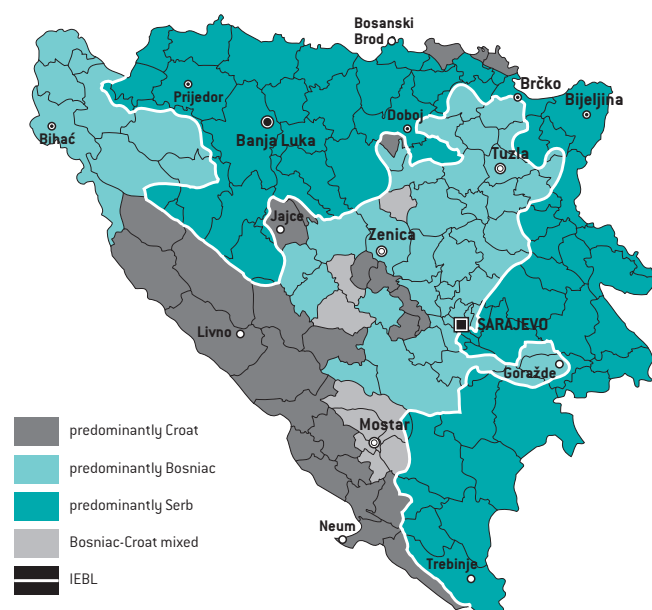 Bosanski
Brod
Brčko
Prijedor
Bijeljina
Doboj
Bihać
Banja Luka
Tuzla
Jajce
Zenica
SARAJEVO
Livno
Goražde
predominantly Croat
Mostar
predominantly Bosniac
predominantly Serb
Neum
Bosniac-Croat mixed
Trebinje
IEBL